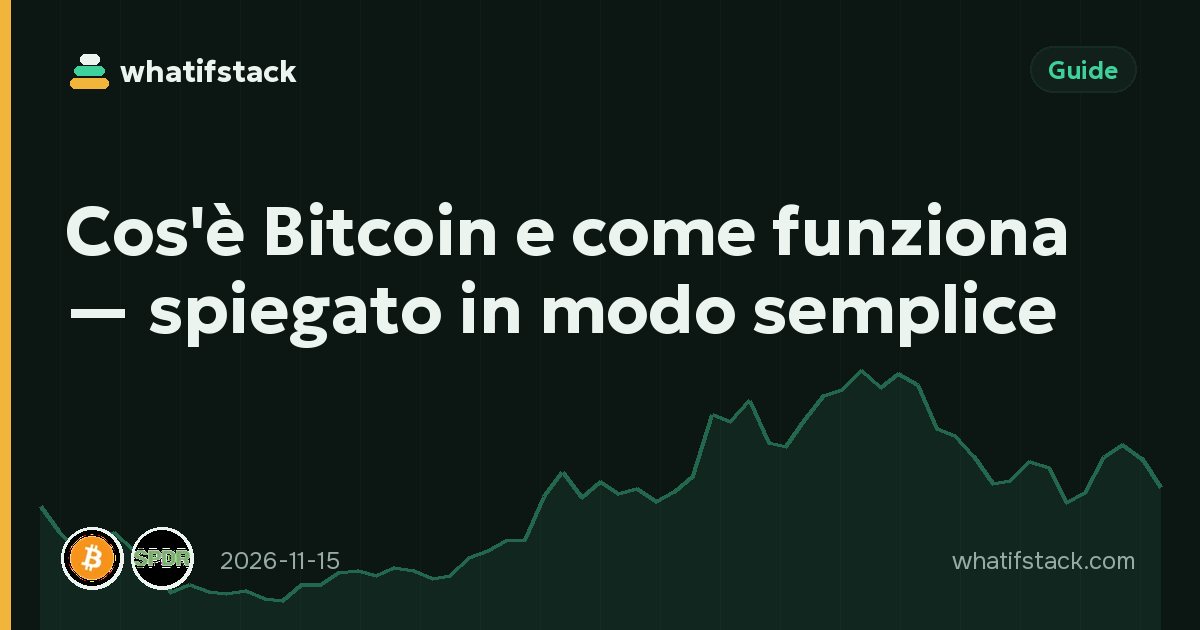 whatifstack
Guide
Cos'è Bitcoin e come funziona
— spiegato in modo semplice
SPDR
2026-11-15
whatifstack.com